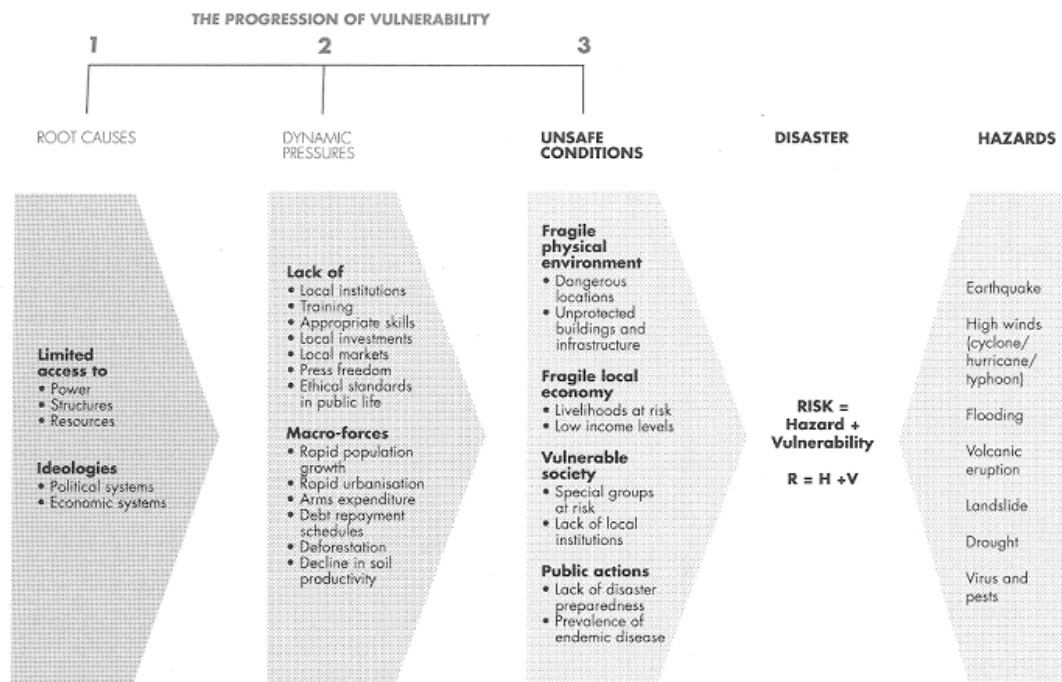 THE PROGRESSION OF VULNERABILITY
1
2
3
ROOT CAUSES
DYNAMIC
PRESSURES
UNSAFE
CONDITIONS
DISASTER
HAZARDS
Limited
access to
• Power
• Structures
• Resources
Ideologies
• Political systems
• Economic systems
Lack of
• Local institutions
• Training
• Appropriate skills
• Local investments
• Local markets
• Press freedom
• Ethical standards
in public life
Macro-forces
• Rapid population
growth
• Rapid urbanisation
• Arms expenditure
• Debt repayment
schedules
• Deforestation
• Decline in soil
productivity
Fragile
physical
environment
• Dangerous
locations
• Unprotected
buildings and
infrastructure
Fragile local
economy
• Livelihoods at risk
• Low income levels
Vulnerable
society
• Special groups
at risk
• Lack of local
institutions
Public actions
• Lack of disaster
preparedness
• Prevalence of
endemic disease
RISK =
Hazard +
Vulnerability
R = H +V
Earthquake
High winds
(cyclone/
hurricane/
typhoon)
Flooding
Volcanic
eruption
Landslide
Drought
Virus and
pests